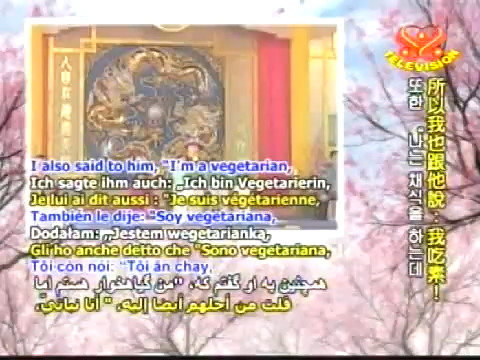 TELEVISION
I also said to him, "I'm a vegetarian,
Ich sagte ihm auch: „Ich bin Vegetarierin,
Je lui ai dit aussi : "Je suis végétarienne,
También le dije: "Soy vegetariana,
Dodałam: „Jestem wegetarianką,
Gli ho anche detto che "Sono vegetariana,
Tôi còn nói: "Tôi ăn chay,
همچنین به او گفتم که، "من گیاهخوار هستم اما
قلت من أجلهم أيضا إليه، " أنا نباتي،
所以我也跟他說：我吃素！
또한 "나는 채식을 하는데